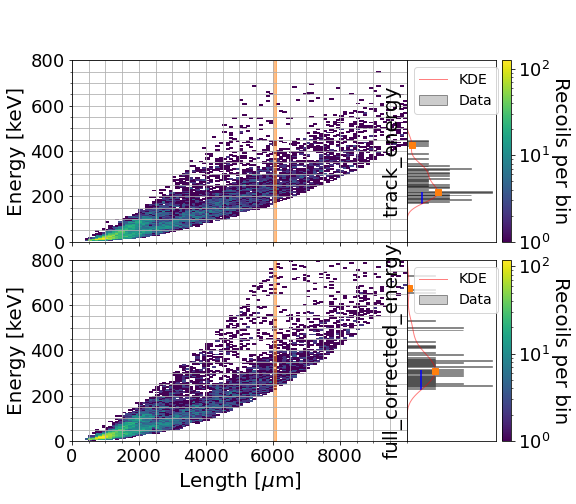 800
600
400
200
0
Energy [keV]
track_energy
KDE
Data
10²
10¹
10⁰
Recoils per bin
800
600
400
200
0
Energy [keV]
full_corrected_energy
KDE
Data
10²
10¹
10⁰
Recoils per bin
0
2000
4000
6000
8000
Length [μm]